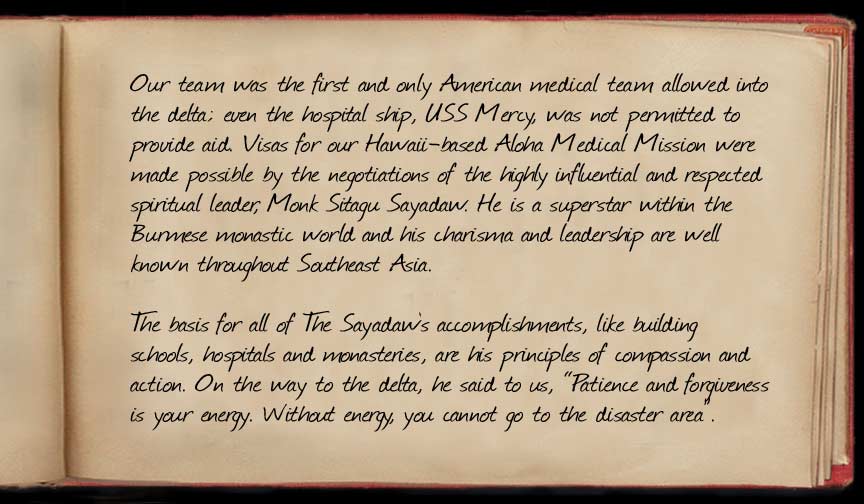 Our team was the first and only American medical team allowed into
the delta; even the hospital ship, USS Mercy, was not permitted to
provide aid. Visas for our Hawaii-based Aloha Medical Mission were
made possible by the negotiations of the highly influential and respected
spiritual leader, Monk Sitagu Sayadaw. He is a superstar within the
Burmese monastic world and his charisma and leadership are well
known throughout Southeast Asia.
The basis for all of The Sayadaw's accomplishments, like building
schools, hospitals and monasteries, are his principles of compassion and
action. On the way to the delta, he said to us, "Patience and forgiveness
is your energy. Without energy, you cannot go to the disaster area".